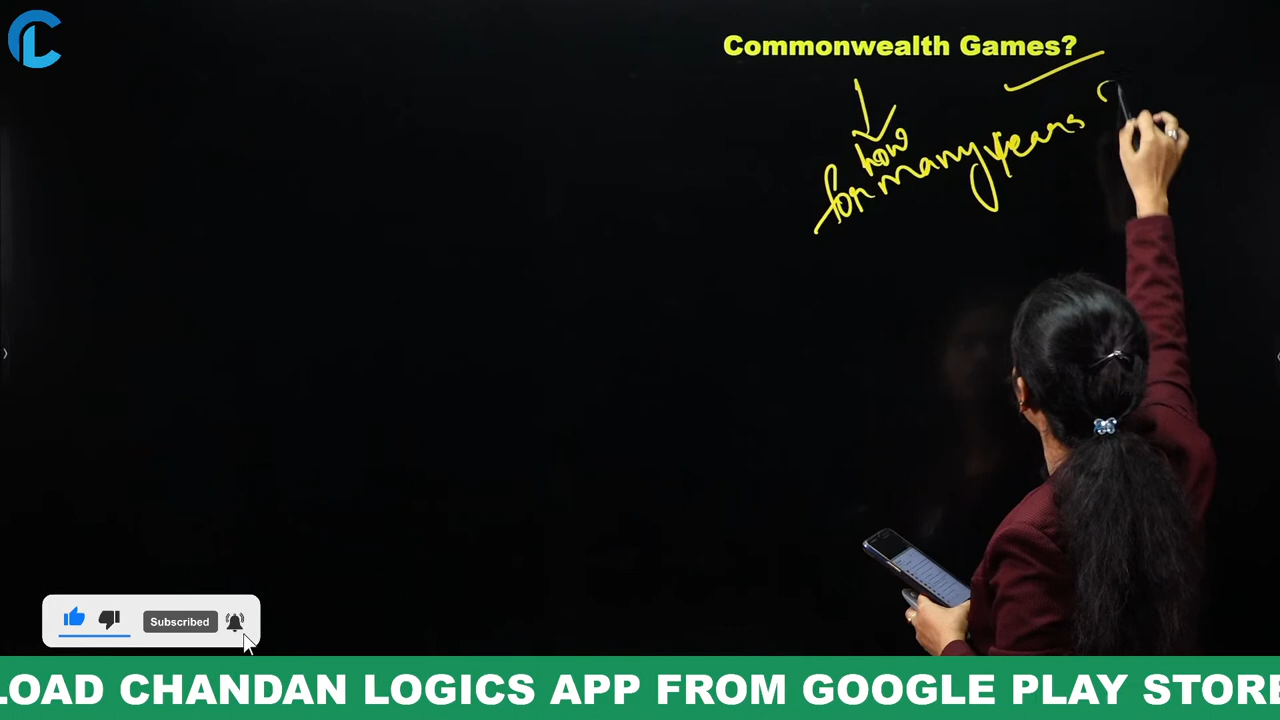 Commonwealth Games?
how
for many years ?
Subscribed
LOAD CHANDAN LOGICS APP FROM GOOGLE PLAY STORE